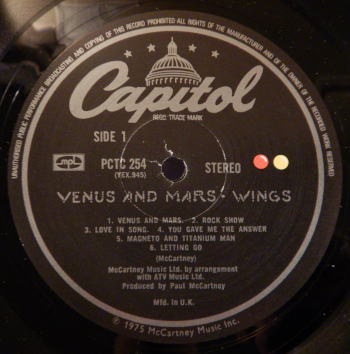 UNAUTHORISED PUBLIC PERFORMANCE, BROADCASTING AND COPYING OF THIS RECORD PROHIBITED ALL RIGHTS OF THE MANUFACTURER AND OF THE OWNER OF THE RECORDED WORK RESERVED
Capitol
REG. TRADE MARK
SIDE 1
mpl
PCTC 254
(YEX.945)
STEREO
VENUS AND MARS • WINGS
1. VENUS AND MARS. 2. ROCK SHOW
3. LOVE IN SONG. 4. YOU GAVE ME THE ANSWER
5. MAGNETO AND TITANIUM MAN
6. LETTING GO
(McCartney)
McCartney Music Ltd. by arrangement
with ATV Music Ltd.
Produced by Paul McCartney
Mfd. in U.K.
© 1975 McCartney Music Inc.